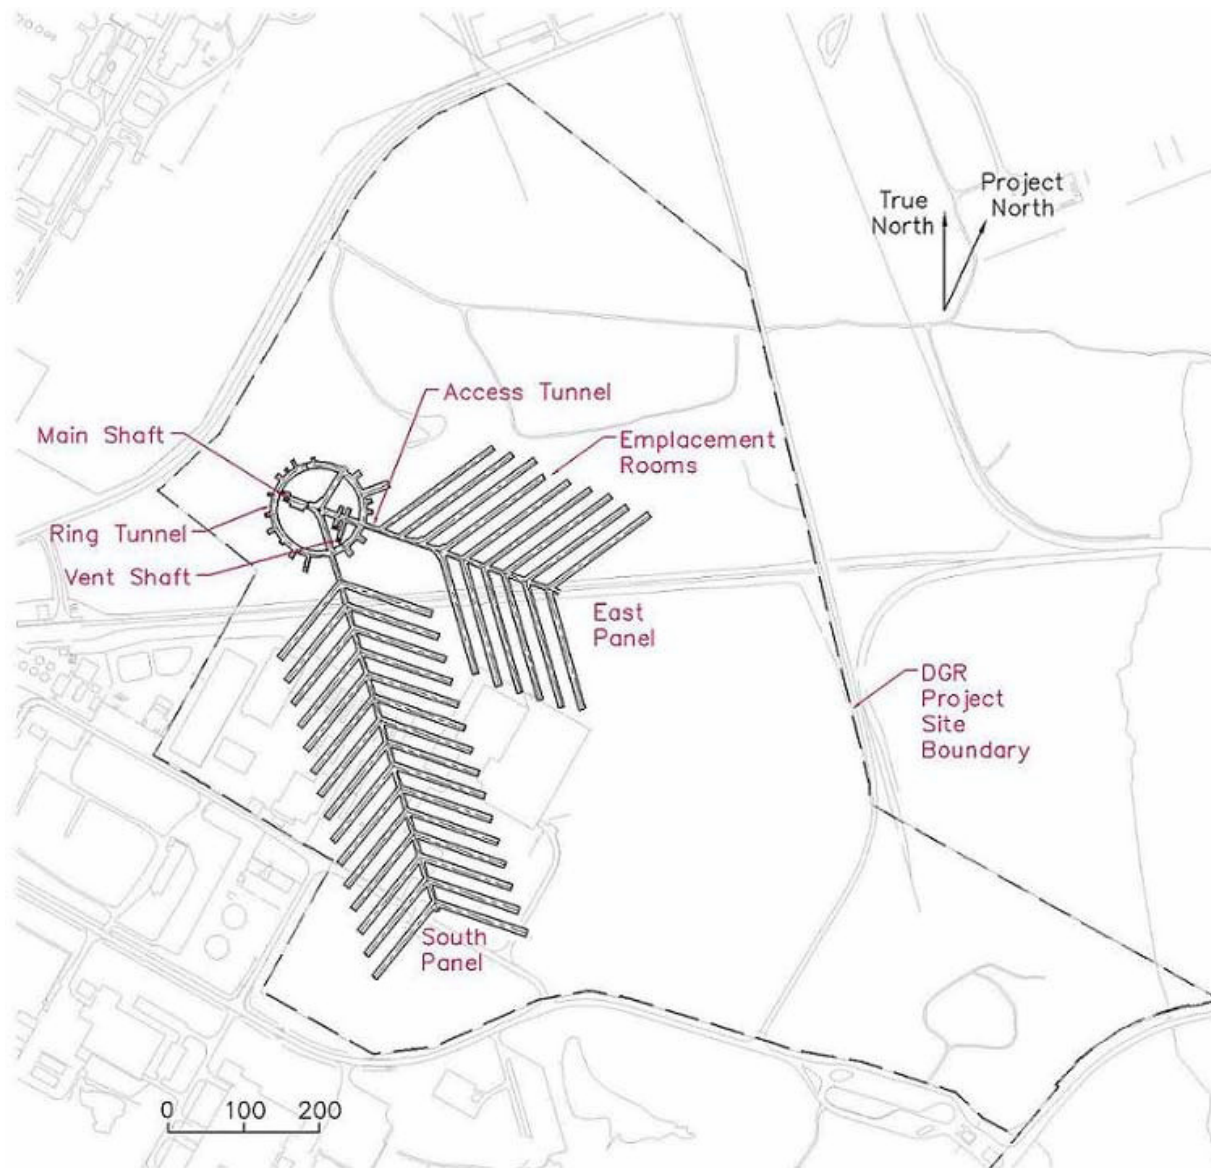 True
North
Project
North
Access Tunnel
Main Shaft
Emplacement
Rooms
Ring Tunnel
Vent Shaft
East
Panel
DGR
Project
Site
Boundary
South
Panel
0 100 200